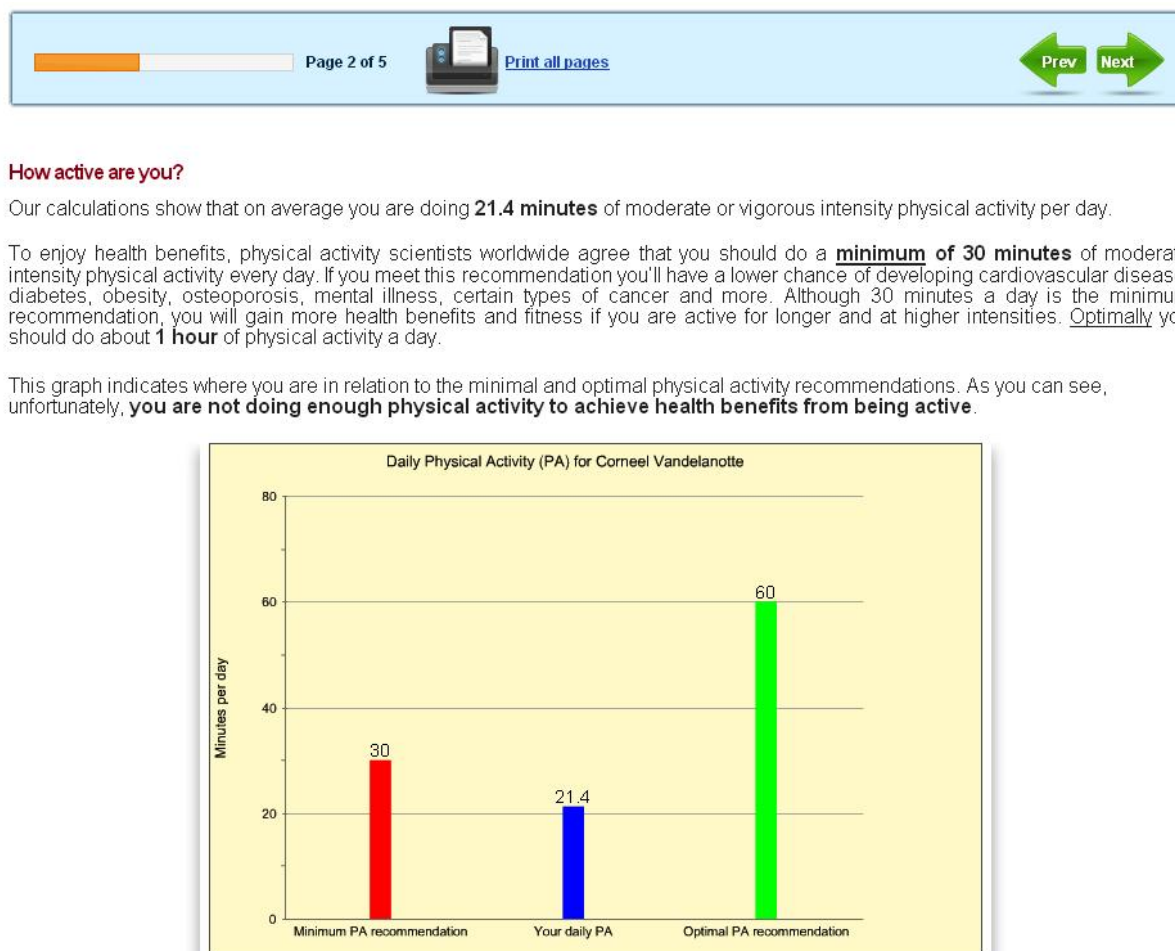 Page 2 of 5 Print all pages Prev Next
How active are you?
Our calculations show that on average you are doing 21.4 minutes of moderate or vigorous intensity physical activity per day.
To enjoy health benefits, physical activity scientists worldwide agree that you should do a minimum of 30 minutes of moderat
intensity physical activity every day. If you meet this recommendation you'll have a lower chance of developing cardiovascular diseas
diabetes, obesity, osteoporosis, mental illness, certain types of cancer and more. Although 30 minutes a day is the minimu
recommendation, you will gain more health benefits and fitness if you are active for longer and at higher intensities. Optimally yo
should do about 1 hour of physical activity a day.
This graph indicates where you are in relation to the minimal and optimal physical activity recommendations. As you can see,
unfortunately, you are not doing enough physical activity to achieve health benefits from being active.
Daily Physical Activity (PA) for Corneel Vandelanotte
80
60
40
20
0
Minutes per day
30
21.4
60
Minimum PA recommendation
Your daily PA
Optimal PA recommendation